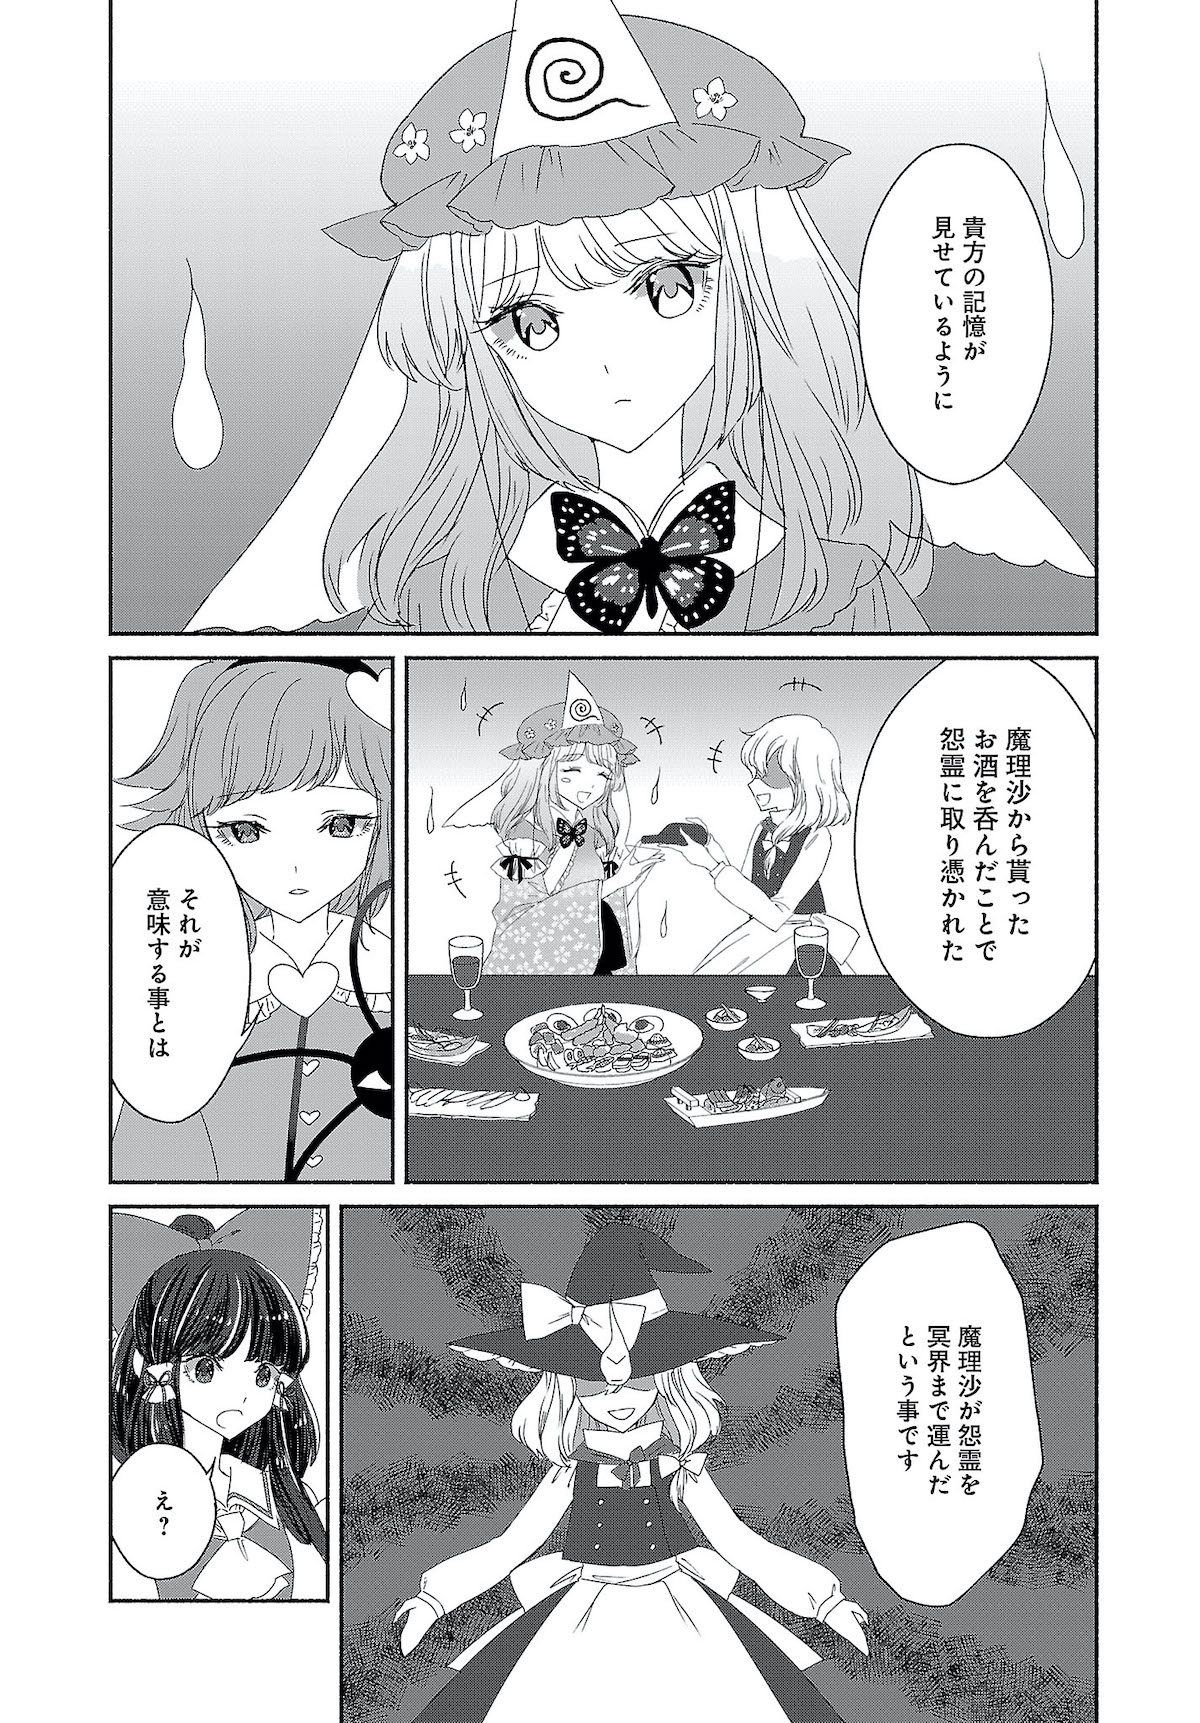 貴方の記憶が
見せているように
魔理沙から貰った
お酒を呑んだことで
怨霊に取り憑かれた
それが
意味する事とは
魔理沙が怨霊を
冥界まで運んだ
という事です
え?